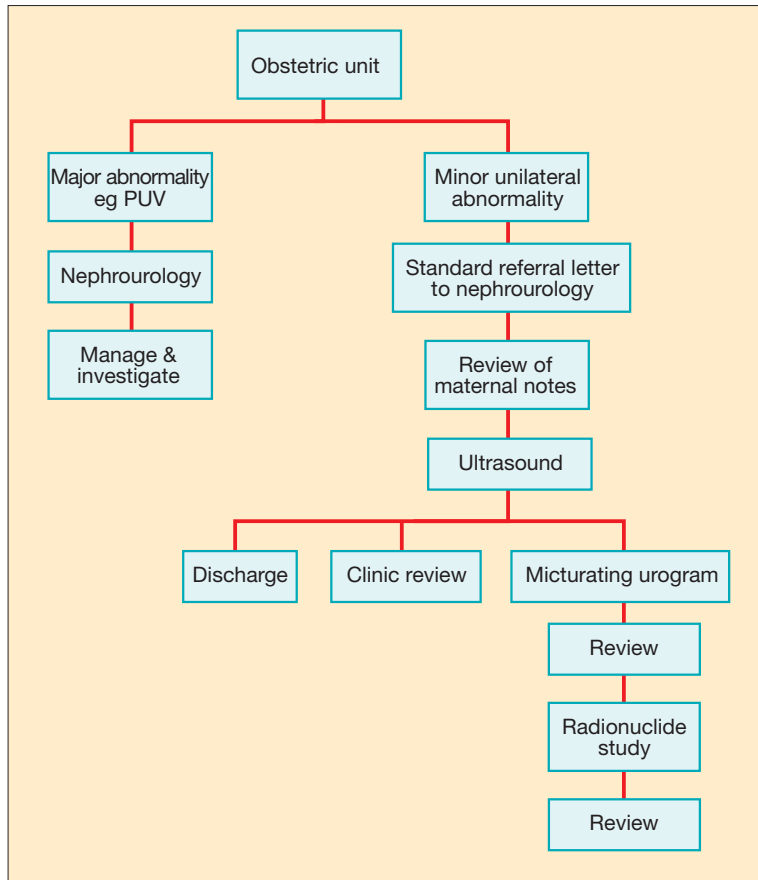 Obstetric unit
Major abnormality
eg PUV
Minor unilateral
abnormality
Nephrourology
Standard referral letter
to nephrourology
Manage &
investigate
Review of
maternal notes
Ultrasound
Discharge
Clinic review
Micturating urogram
Review
Radionuclide
study
Review